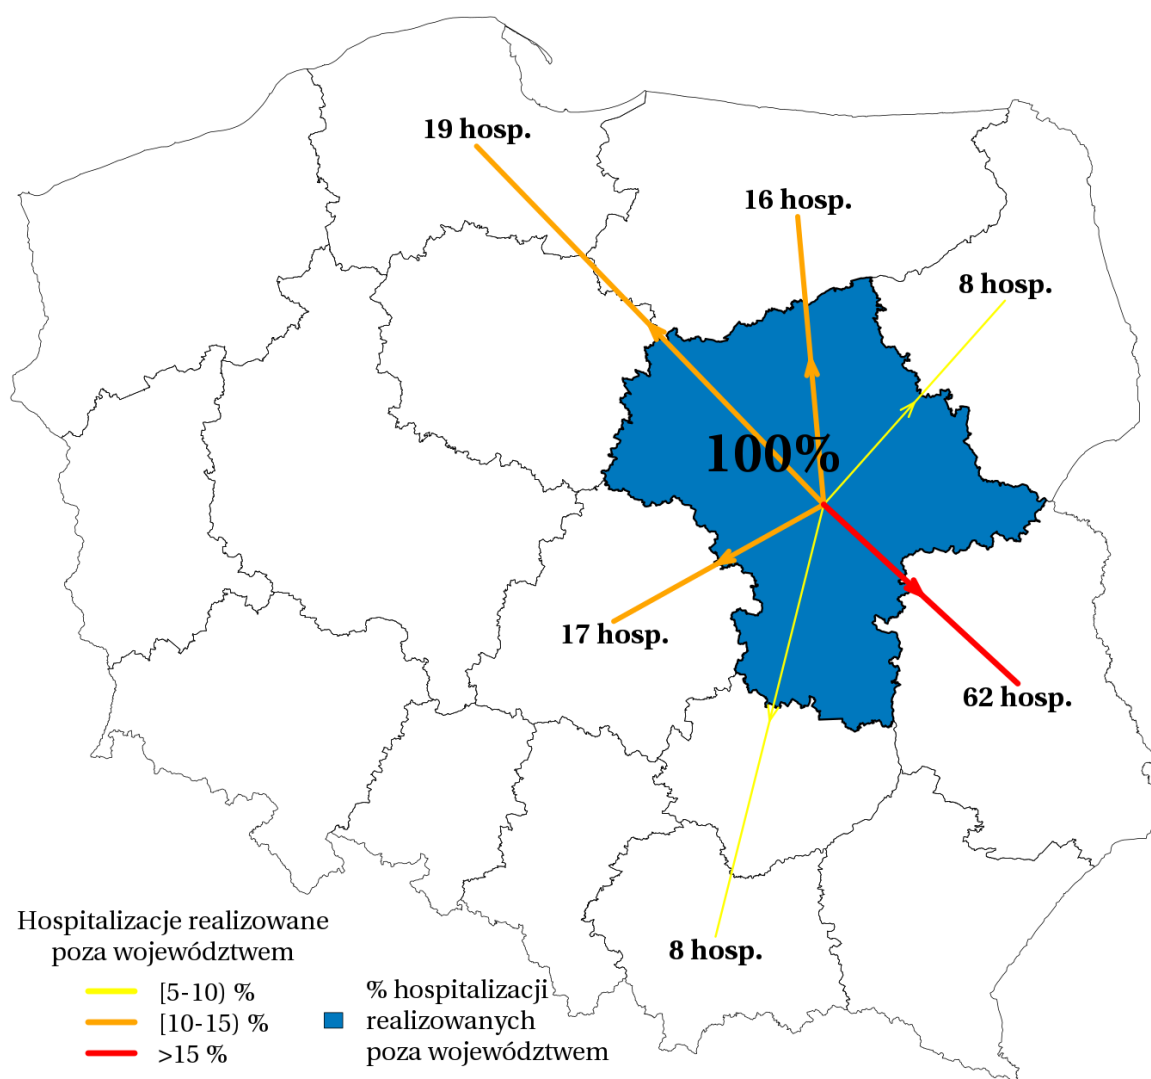 19 hosp.
16 hosp.
8 hosp.
100%
17 hosp.
62 hosp.
8 hosp.
Hospitalizacje realizowane
poza województwem
[5-10) %
[10-15) %
>15 %
% hospitalizacji
realizowanych
poza województwem